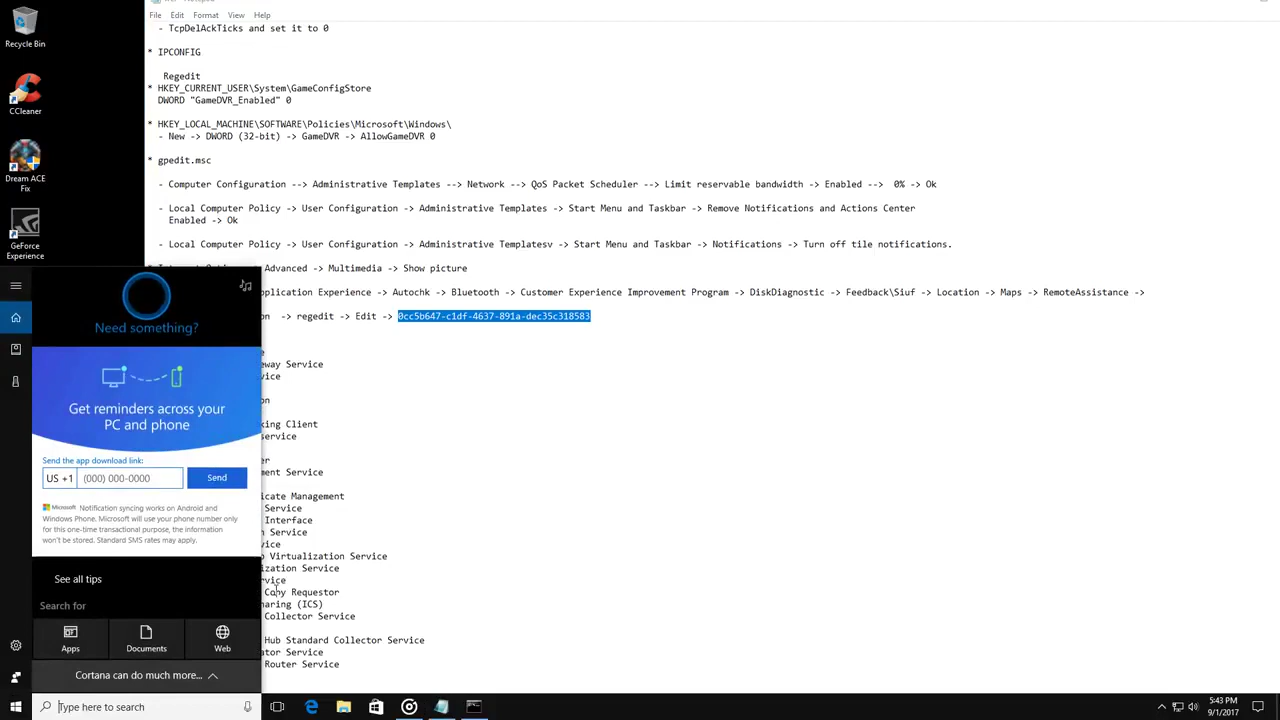 Recycle Bin
CCleaner
Dream ACE
Fix
GeForce
Experience
File Edit Format View Help
- TcpDelAckTicks and set it to 0
* IPCONFIG
Regedit
* HKEY_CURRENT_USER\System\GameConfigStore
DWORD "GameDVR_Enabled" 0
* HKEY_LOCAL_MACHINE\SOFTWARE\Policies\Microsoft\Windows\
- New -> DWORD (32-bit) -> GameDVR -> AllowGameDVR 0
* gpedit.msc
- Computer Configuration --> Administrative Templates --> Network --> QoS Packet Scheduler --> Limit reservable bandwidth -> Enabled --> 0% -> Ok
- Local Computer Policy -> User Configuration -> Administrative Templates -> Start Menu and Taskbar -> Remove Notifications and Actions Center
Enabled -> Ok
- Local Computer Policy -> User Configuration -> Administrative Templatesv -> Start Menu and Taskbar -> Notifications -> Turn off tile notifications.
Advanced -> Multimedia -> Show picture
pplication Experience -> Autochk -> Bluetooth -> Customer Experience Improvement Program -> DiskDiagnostic -> Feedback\Siuf -> Location -> Maps -> RemoteAssistance ->
on -> regedit -> Edit -> 0cc5b647-c1df-4637-891a-dec35c318583
e
eway Service
vice
on
king Client
service
er
ment Service
icate Management
Service
Interface
n Service
vice
p Virtualization Service
ization Service
rvice
Copy Requestor
haring (ICS)
Collector Service
Hub Standard Collector Service
ator Service
Router Service
Need something?
Get reminders across your
PC and phone
Send the app download link:
US +1 (000) 000-0000 Send
Microsoft Notification syncing works on Android and
Windows Phone. Microsoft will use your phone number only
for this one-time transactional purpose, the information
won't be stored. Standard SMS rates may apply.
See all tips
Search for
Apps Documents Web
Cortana can do much more...
Type here to search
5:43 PM
9/1/2017